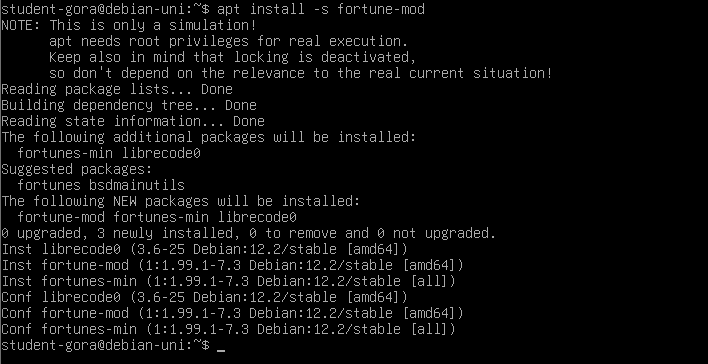 student-gora@debian-uni:~$ apt install -s fortune-mod
NOTE: This is only a simulation!
      apt needs root privileges for real execution.
      Keep also in mind that locking is deactivated,
      so don't depend on the relevance to the real current situation!
Reading package lists... Done
Building dependency tree... Done
Reading state information... Done
The following additional packages will be installed:
  fortunes-min librecode0
Suggested packages:
  fortunes bsdmainutils
The following NEW packages will be installed:
  fortune-mod fortunes-min librecode0
0 upgraded, 3 newly installed, 0 to remove and 0 not upgraded.
Inst librecode0 (3.6-25 Debian:12.2/stable [amd64])
Inst fortune-mod (1:1.99.1-7.3 Debian:12.2/stable [amd64])
Inst fortunes-min (1:1.99.1-7.3 Debian:12.2/stable [all])
Conf librecode0 (3.6-25 Debian:12.2/stable [amd64])
Conf fortune-mod (1:1.99.1-7.3 Debian:12.2/stable [amd64])
Conf fortunes-min (1:1.99.1-7.3 Debian:12.2/stable [all])
student-gora@debian-uni:~$ _